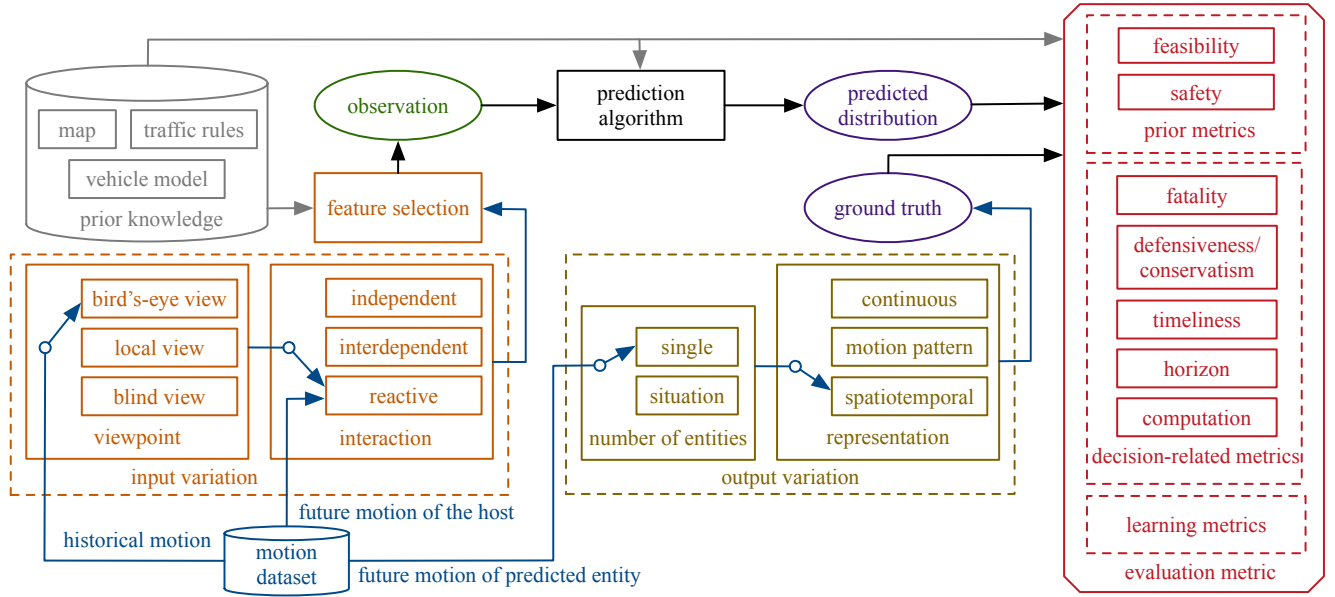 map
traffic rules
vehicle model
prior knowledge
observation
feature selection
prediction
algorithm
predicted
distribution
ground truth
bird's-eye view
local view
blind view
viewpoint
independent
interdependent
reactive
interaction
input variation
single
situation
number of entities
continuous
motion pattern
spatiotemporal
representation
output variation
historical motion
motion
dataset
future motion of the host
future motion of predicted entity
feasibility
safety
prior metrics
fatality
defensiveness/
conservatism
timeliness
horizon
computation
decision-related metrics
learning metrics
evaluation metric